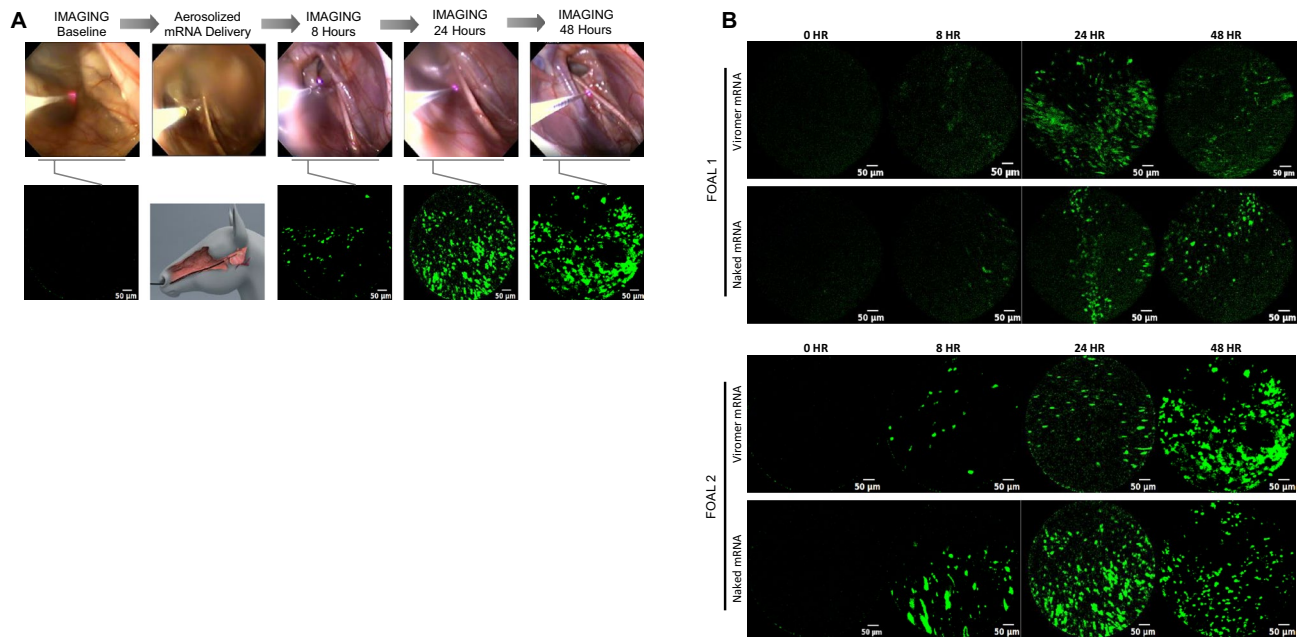 A
IMAGING
Baseline
Aerosolized
mRNA Delivery
IMAGING
8 Hours
IMAGING
24 Hours
IMAGING
48 Hours
50 µm
50 µm
50 µm
50 µm
B
0 HR
8 HR
24 HR
48 HR
FOAL 1
Viromer mRNA
50 µm
50 µm
50 µm
50 µm
Naked mRNA
50 µm
50 µm
50 µm
50 µm
0 HR
8 HR
24 HR
48 HR
FOAL 2
Viromer mRNA
50 µm
50 µm
50 µm
50 µm
Naked mRNA
50 µm
50 µm
50 µm
50 µm